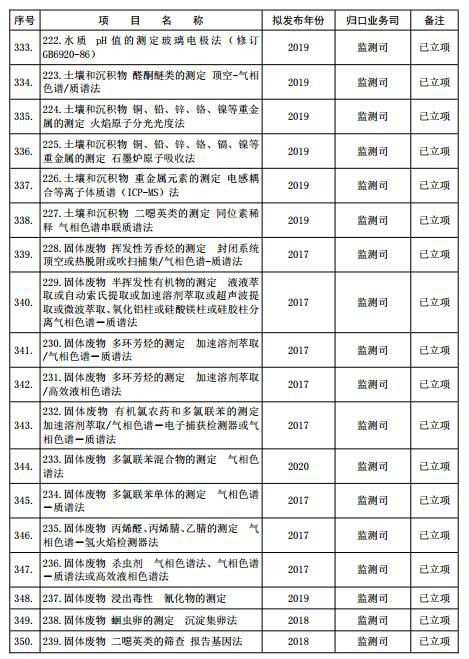 序号 项 目 名 称 拟发布年份 归口业务司 备注
333. 222.水质 pH 值的测定玻璃电极法（修订 2019 监测司 已立项
GB6920-86）
334. 223.土壤和沉积物 醛酮醚类的测定 顶空-气相 2019 监测司 已立项
色谱/质谱法
335. 224.土壤和沉积物 铜、铅、锌、铬、镍等重金 2019 监测司 已立项
属的测定 火焰原子分光光度法
336. 225.土壤和沉积物 铜、铅、锌、铬、镉、镍等 2019 监测司 已立项
重金属的测定 石墨炉原子吸收法
337. 226.土壤和沉积物 重金属元素的测定 电感耦 2019 监测司 已立项
合等离子体质谱（ICP-MS）法
338. 227.土壤和沉积物 二噁英类的测定 同位素稀 2019 监测司 已立项
释 气相色谱串联质谱法
339. 228.固体废物 挥发性芳香烃的测定 封闭系统 2017 监测司 已立项
顶空或热脱附或吹扫捕集/气相色谱-质谱法
340. 229.固体废物 半挥发性有机物的测定 液液萃 2017 监测司 已立项
取或自动索氏提取或加速溶剂萃取或超声波提
取或微波萃取、氧化铝柱或硅酸镁柱或硅胶柱分
离气相色谱－质谱法
341. 230.固体废物 多环芳烃的测定 加速溶剂萃取 2017 监测司 已立项
/气相色谱－质谱法
342. 231.固体废物 多环芳烃的测定 加速溶剂萃取 2017 监测司 已立项
/高效液相色谱法
343. 232.固体废物 有机氯农药和多氯联苯的测定 2017 监测司 已立项
加速溶剂萃取/气相色谱－电子捕获检测器或气
相色谱－质谱法
344. 233.固体废物 多氯联苯混合物的测定 气相色 2020 监测司 已立项
谱法
345. 234.固体废物 多氯联苯单体的测定 气相色谱 2017 监测司 已立项
－质谱法
346. 235.固体废物 丙烯醛、丙烯腈、乙腈的测定 气 2017 监测司 已立项
相色谱－氢火焰检测器法
347. 236.固体废物 杀虫剂 气相色谱法、气相色谱 2017 监测司 已立项
－质谱法或高效液相色谱法
348. 237.固体废物 浸出毒性 氰化物的测定 2019 监测司 已立项
349. 238.固体废物 蛔虫卵的测定 沉淀集卵法 2018 监测司 已立项
350. 239.固体废物 二噁英类的筛查 报告基因法 2018 监测司 已立项